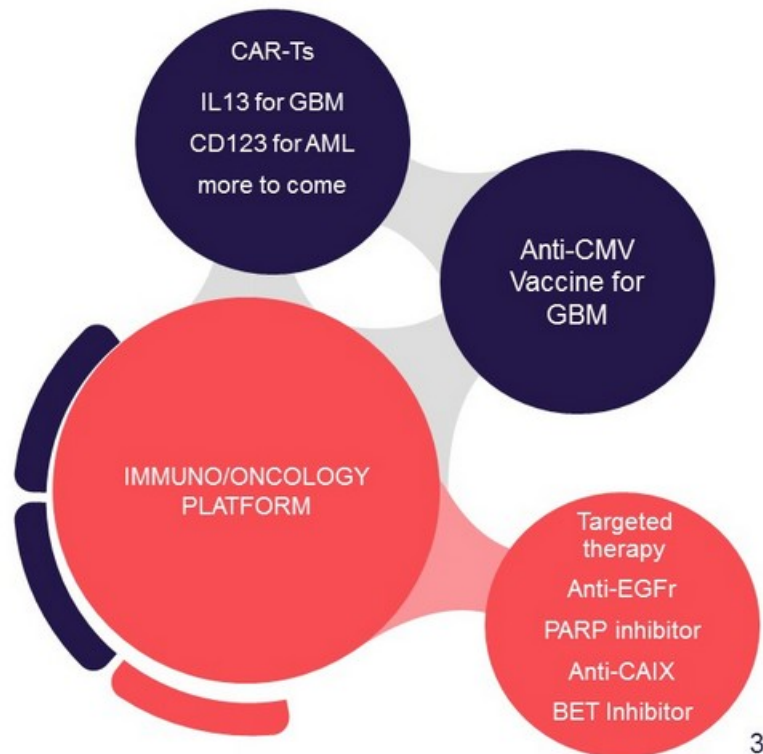 CAR-Ts
IL13 for GBM
CD123 for AML
more to come
Anti-CMV
Vaccine for
GBM
IMMUNO/ONCOLOGY
PLATFORM
Targeted
therapy
Anti-EGFr
PARP inhibitor
Anti-CAIX
BET Inhibitor
3